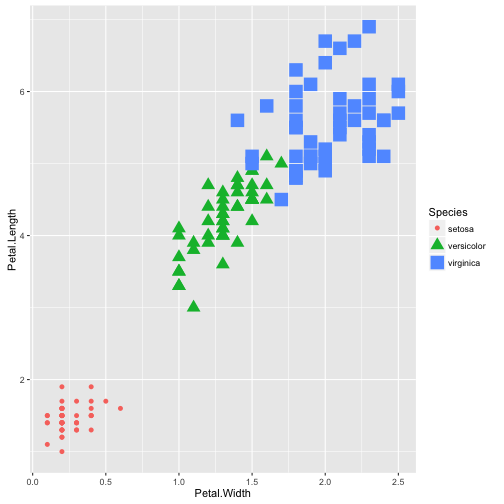 6
4
2
Petal.Length
0.0 0.5 1.0 1.5 2.0 2.5
Petal.Width
Species
setosa
versicolor
virginica